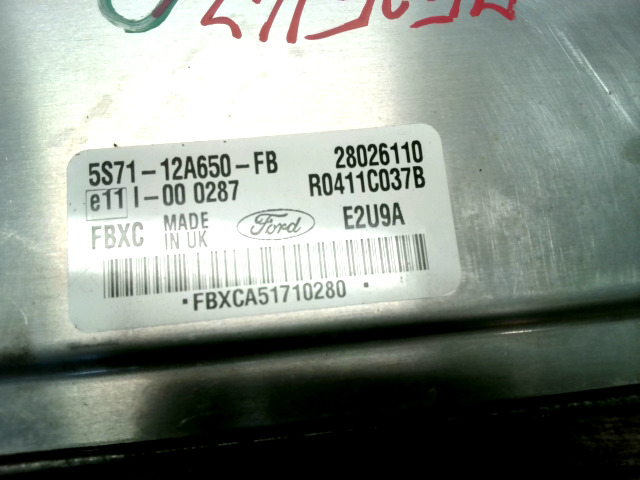 5S71-12A650-FB 28026110
e11 I-00 0287 R0411C037B
FBXC MADE IN UK Ford E2U9A
*FBXCA51710280*